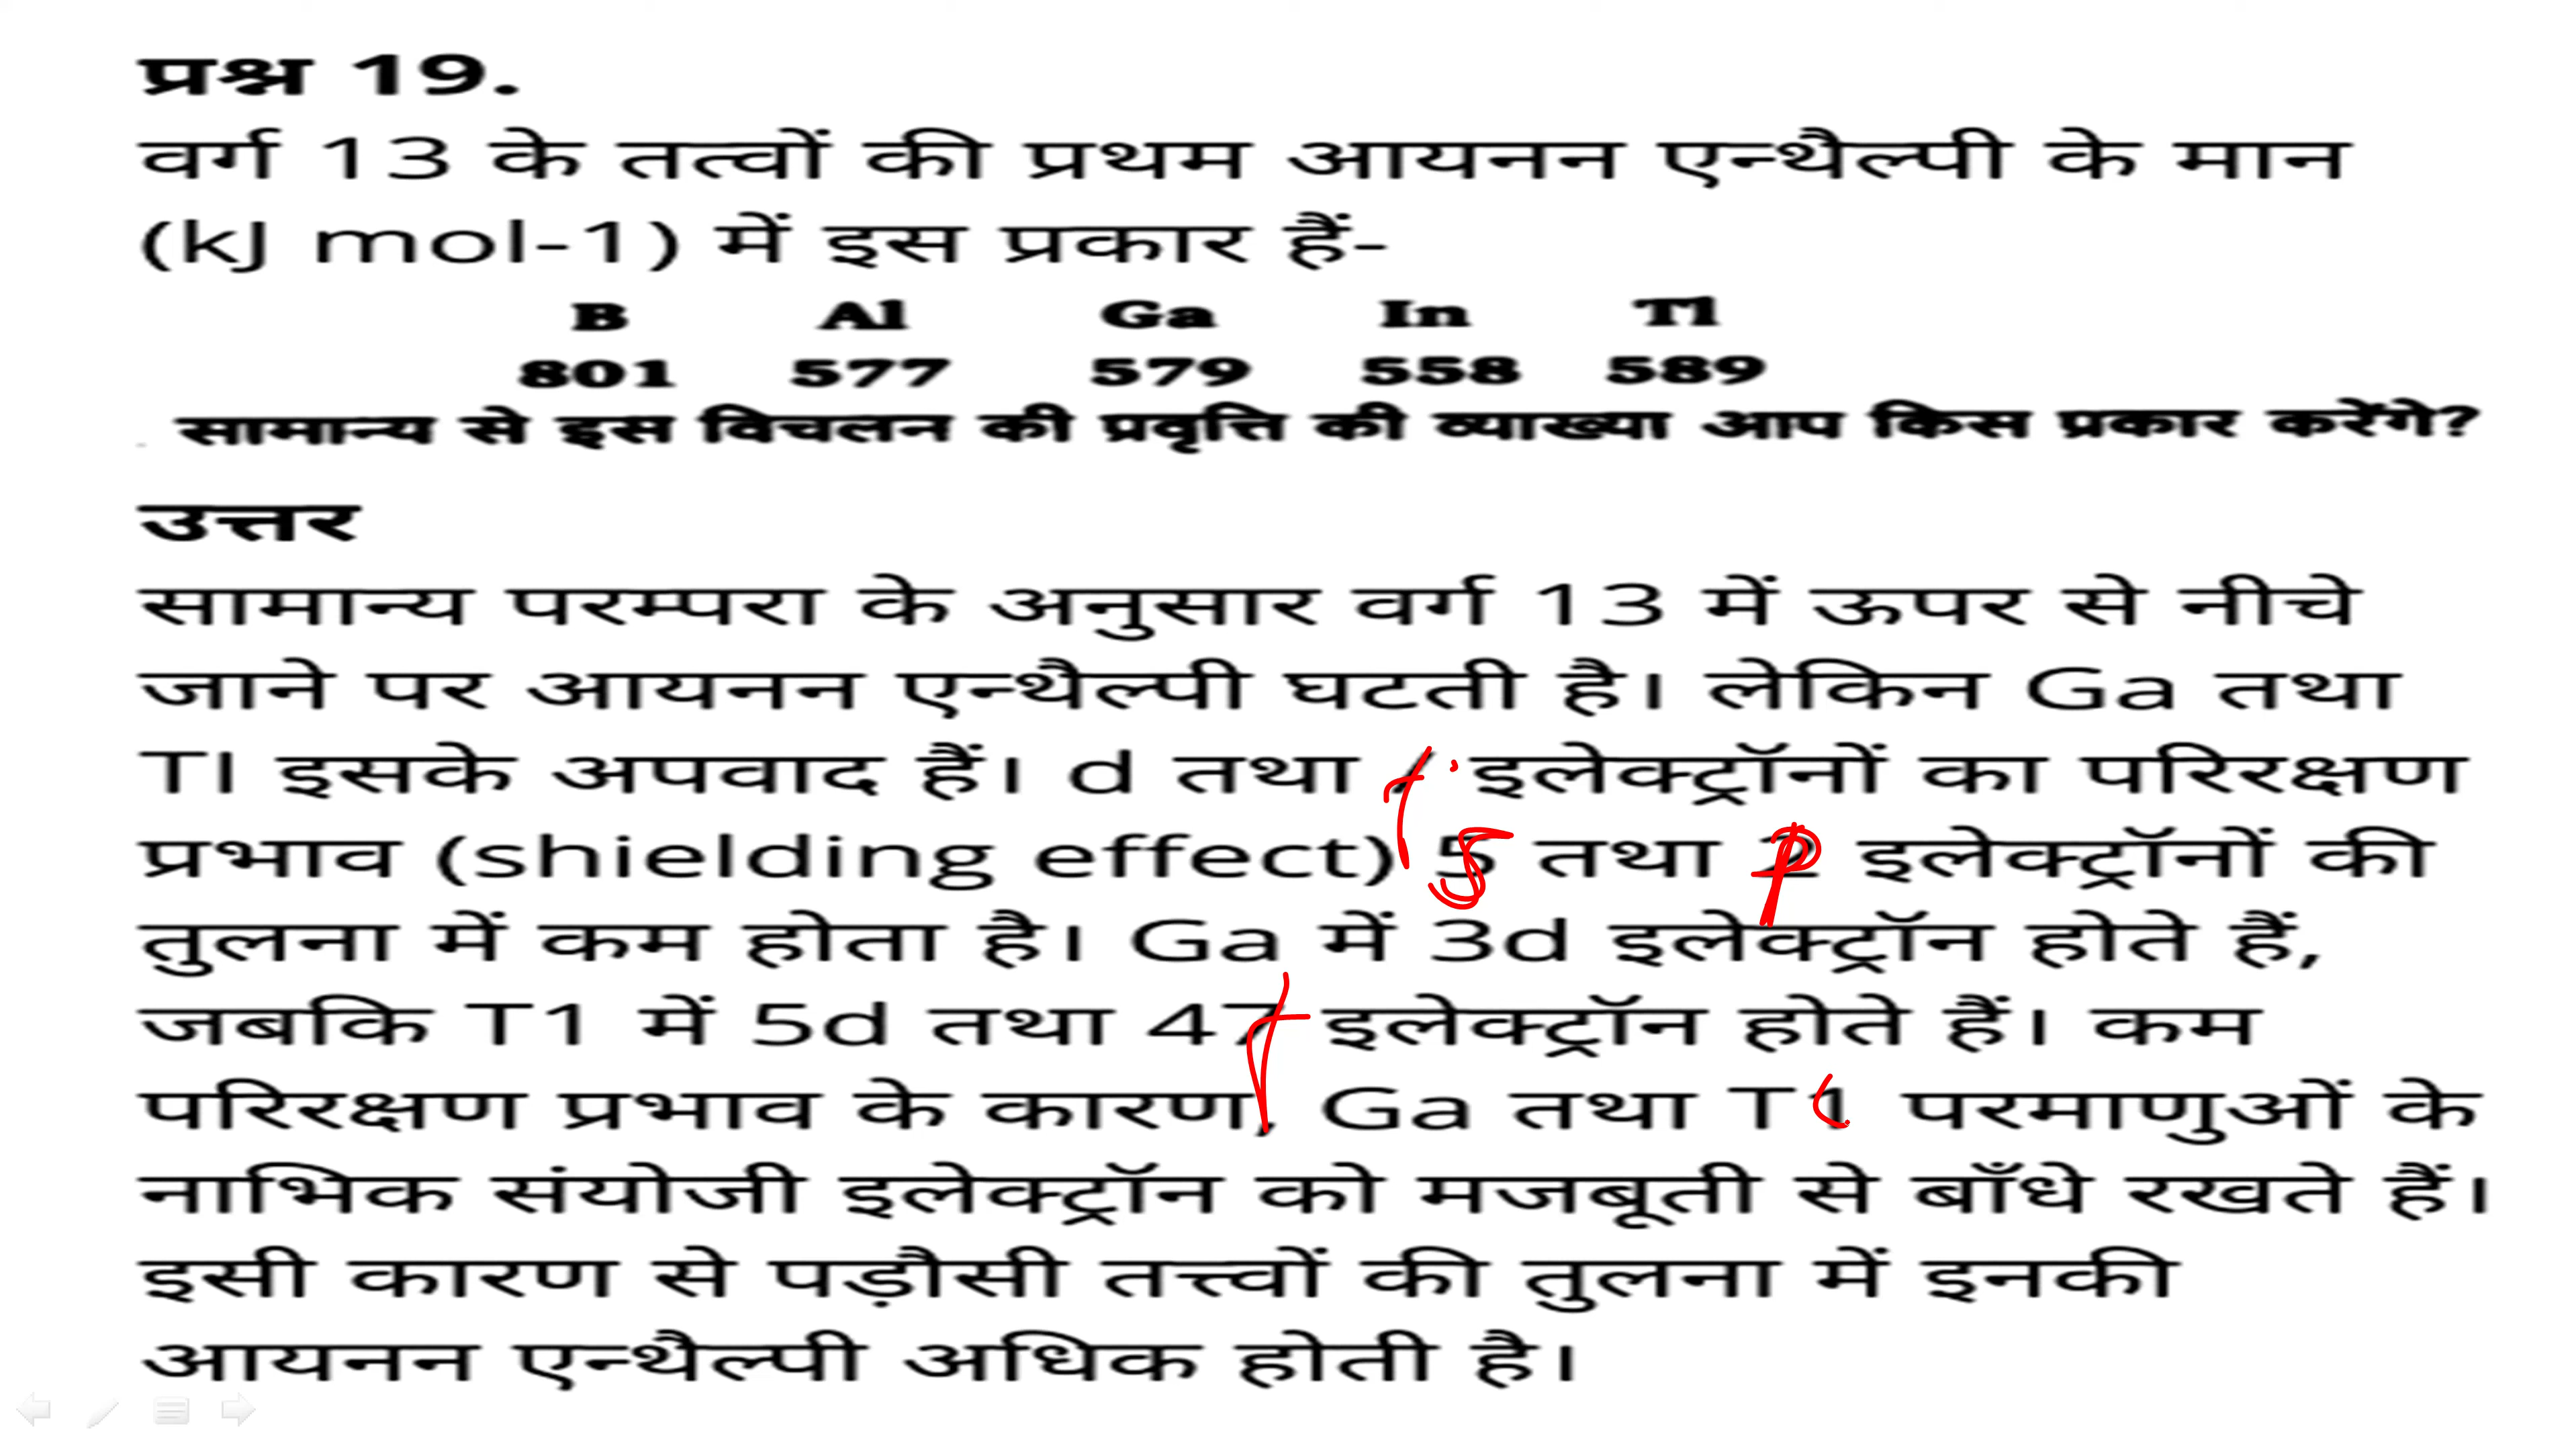 प्रश्न 19.
वर्ग 13 के तत्वों की प्रथम आयनन एन्थैल्पी के मान
(kJ mol-1) में इस प्रकार हैं-
B Al Ga In Tl
801 577 579 558 589
सामान्य से इस विचलन की प्रवृत्ति की व्याख्या आप किस प्रकार करेंगे?
उत्तर
सामान्य परम्परा के अनुसार वर्ग 13 में ऊपर से नीचे
जाने पर आयनन एन्थैल्पी घटती है। लेकिन Ga तथा
Tl इसके अपवाद हैं। d तथा f इलेक्ट्रॉनों का परिरक्षण
प्रभाव (shielding effect) s तथा p इलेक्ट्रॉनों की
तुलना में कम होता है। Ga में 3d इलेक्ट्रॉन होते हैं,
जबकि T1 में 5d तथा 4f इलेक्ट्रॉन होते हैं। कम
परिरक्षण प्रभाव के कारण, Ga तथा Tl परमाणुओं के
नाभिक संयोजी इलेक्ट्रॉन को मजबूती से बाँधे रखते हैं।
इसी कारण से पड़ौसी तत्त्वों की तुलना में इनकी
आयनन एन्थैल्पी अधिक होती है।